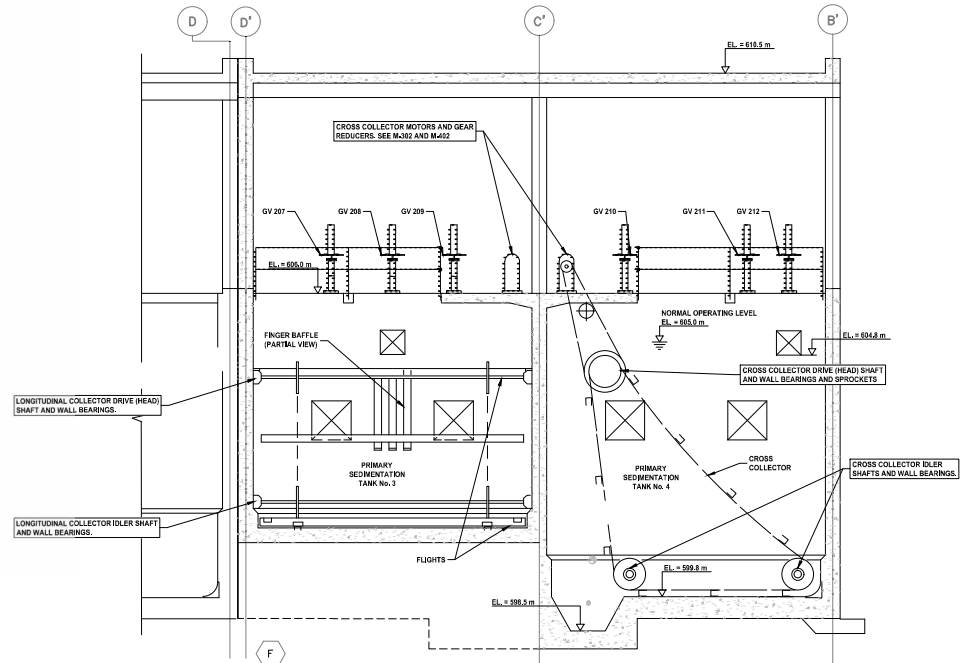 D
D'
C'
B'
EL. = 610.5 m
CROSS COLLECTOR MOTORS AND GEAR
REDUCERS. SEE M-302 AND M-402
GV 207
GV 208
GV 209
GV 210
GV 211
GV 212
EL. = 606.0 m
NORMAL OPERATING LEVEL
EL. = 605.0 m
FINGER BAFFLE
(PARTIAL VIEW)
EL. = 604.8 m
CROSS COLLECTOR DRIVE (HEAD) SHAFT
AND WALL BEARINGS AND SPROCKETS
LONGITUDINAL COLLECTOR DRIVE (HEAD)
SHAFT AND WALL BEARINGS.
PRIMARY
SEDIMENTATION
TANK No. 3
PRIMARY
SEDIMENTATION
TANK No. 4
CROSS
COLLECTOR
CROSS COLLECTOR IDLER
SHAFTS AND WALL BEARINGS.
LONGITUDINAL COLLECTOR IDLER SHAFT
AND WALL BEARINGS.
FLIGHTS
EL. = 599.8 m
EL. = 598.5 m
F